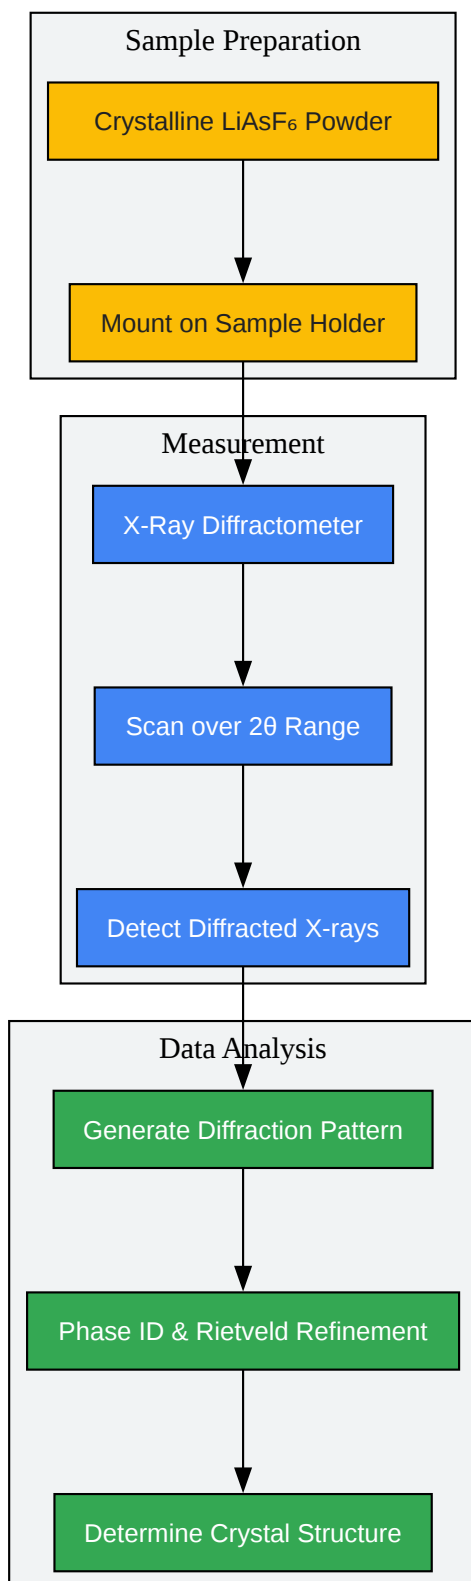 Sample Preparation
Crystalline LiAsF₆ Powder
Mount on Sample Holder
Measurement
X-Ray Diffractometer
Scan over 2θ Range
Detect Diffracted X-rays
Data Analysis
Generate Diffraction Pattern
Phase ID & Rietveld Refinement
Determine Crystal Structure